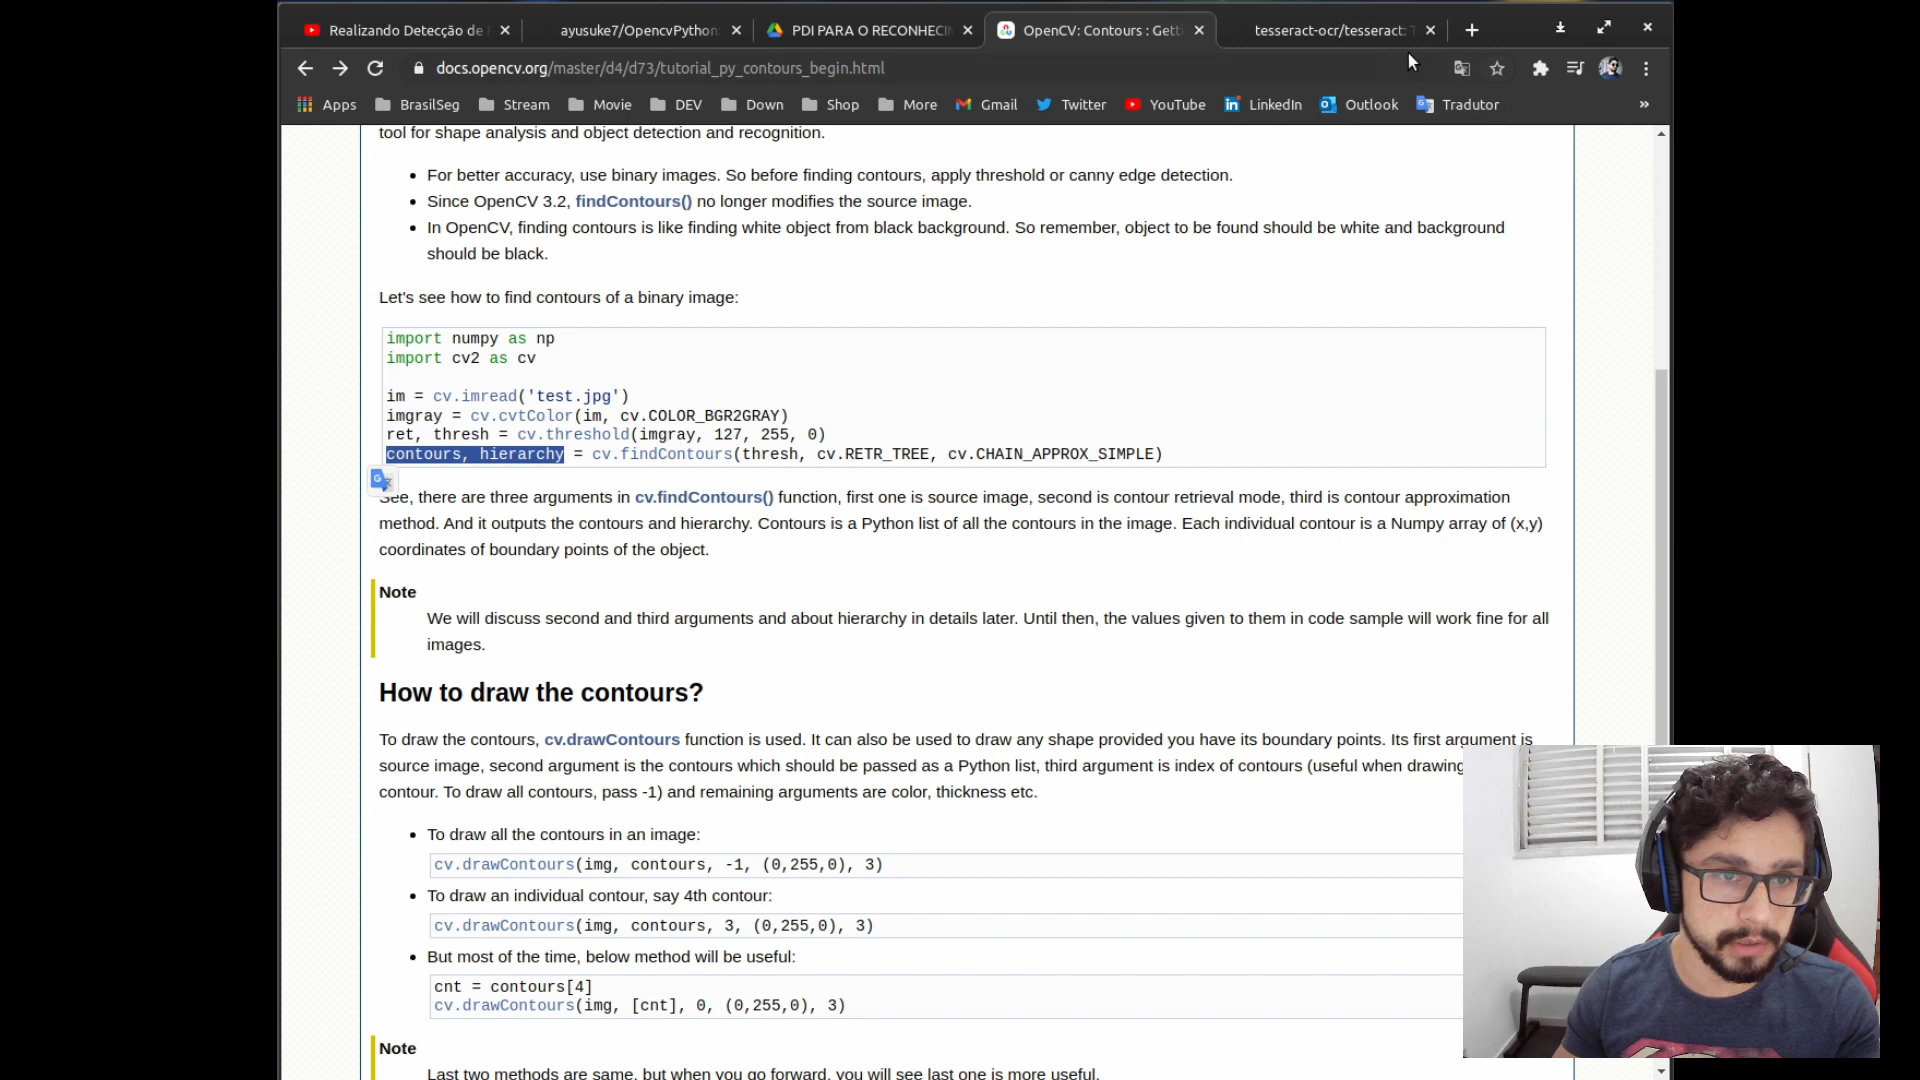 Realizando Detecção de
ayusuke7/OpencvPython
PDI PARA O RECONHECIN
OpenCV: Contours : Getti
tesseract-ocr/tesseract:
docs.opencv.org/master/d4/d73/tutorial_py_contours_begin.html
Apps BrasilSeg Stream Movie DEV Down Shop More Gmail Twitter YouTube LinkedIn Outlook Tradutor »
tool for shape analysis and object detection and recognition.
• For better accuracy, use binary images. So before finding contours, apply threshold or canny edge detection.
• Since OpenCV 3.2, findContours() no longer modifies the source image.
• In OpenCV, finding contours is like finding white object from black background. So remember, object to be found should be white and background
should be black.
Let's see how to find contours of a binary image:
import numpy as np
import cv2 as cv
im = cv.imread('test.jpg')
imgray = cv.cvtColor(im, cv.COLOR_BGR2GRAY)
ret, thresh = cv.threshold(imgray, 127, 255, 0)
contours, hierarchy = cv.findContours(thresh, cv.RETR_TREE, cv.CHAIN_APPROX_SIMPLE)
See, there are three arguments in cv.findContours() function, first one is source image, second is contour retrieval mode, third is contour approximation
method. And it outputs the contours and hierarchy. Contours is a Python list of all the contours in the image. Each individual contour is a Numpy array of (x,y)
coordinates of boundary points of the object.
Note
We will discuss second and third arguments and about hierarchy in details later. Until then, the values given to them in code sample will work fine for all
images.
How to draw the contours?
To draw the contours, cv.drawContours function is used. It can also be used to draw any shape provided you have its boundary points. Its first argument is
source image, second argument is the contours which should be passed as a Python list, third argument is index of contours (useful when drawing
contour. To draw all contours, pass -1) and remaining arguments are color, thickness etc.
• To draw all the contours in an image:
cv.drawContours(img, contours, -1, (0,255,0), 3)
• To draw an individual contour, say 4th contour:
cv.drawContours(img, contours, 3, (0,255,0), 3)
• But most of the time, below method will be useful:
cnt = contours[4]
cv.drawContours(img, [cnt], 0, (0,255,0), 3)
Note
Last two methods are same, but when you go forward, you will see last one is more useful.